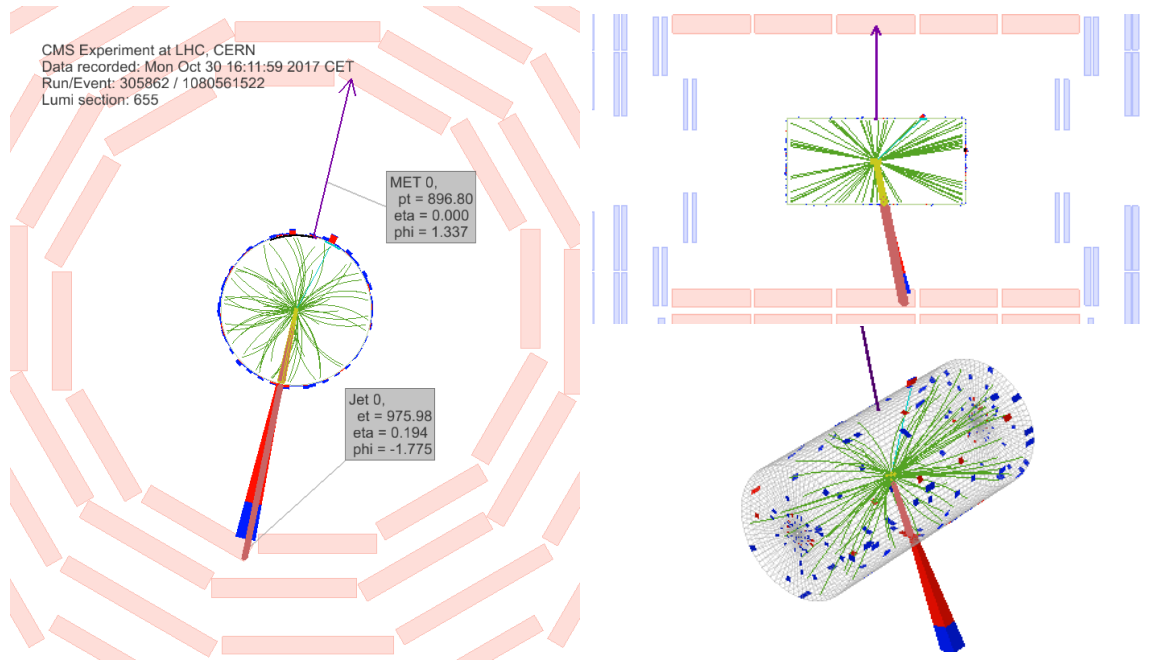 CMS Experiment at LHC, CERN
Data recorded: Mon Oct 30 16:11:59 2017 CET
Run/Event: 305862 / 1080561522
Lumi section: 655
MET 0,
pt = 896.80
eta = 0.000
phi = 1.337
Jet 0,
et = 975.98
eta = 0.194
phi = -1.775